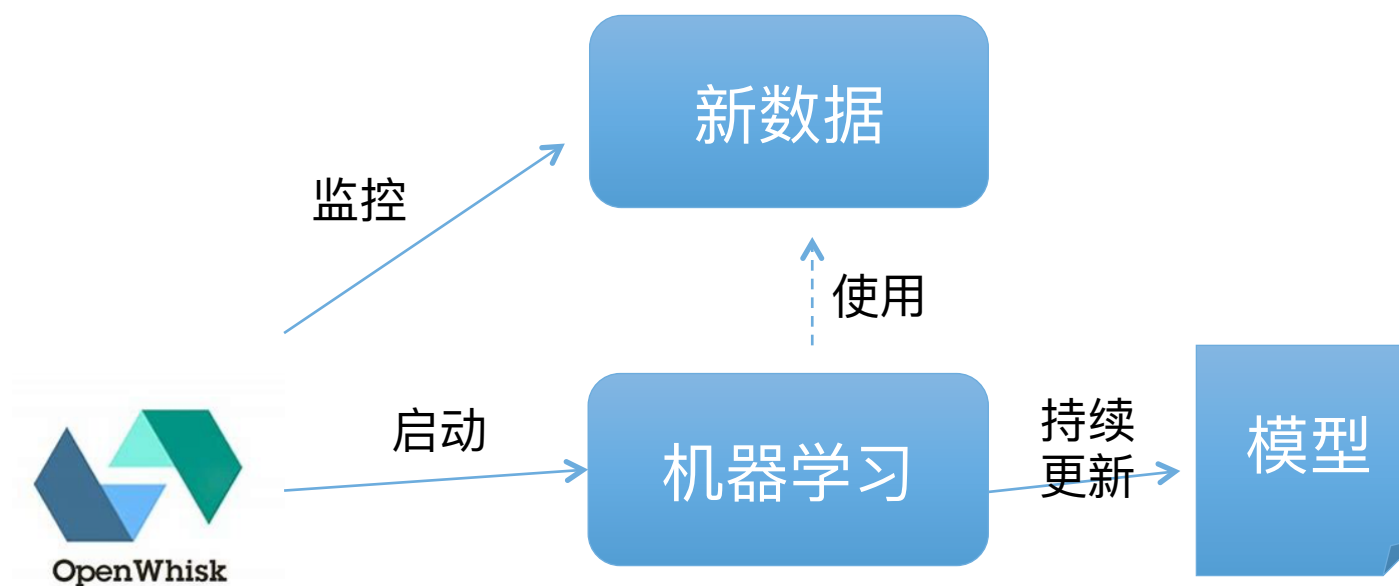 新数据
监控
使用
启动
机器学习
持续
更新
模型
OpenWhisk